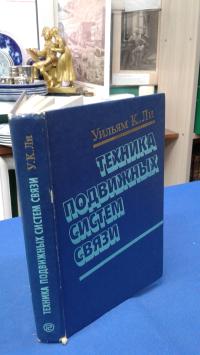 Уильям К. Ли
ТЕХНИКА
ПОДВИЖНЫХ
СИСТЕМ
СВЯЗИ
ТЕХНИКА ПОДВИЖНЫХ СИСТЕМ СВЯЗИ У.К. Ли